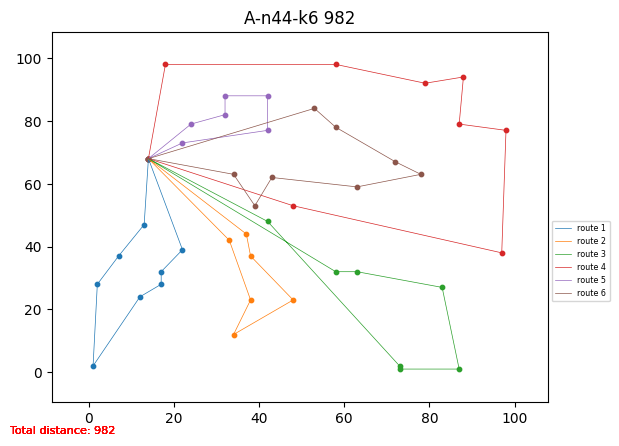 A-n44-k6 982
100
80
60
40
20
0
0 20 40 60 80 100
route 1
route 2
route 3
route 4
route 5
route 6
Total distance: 982